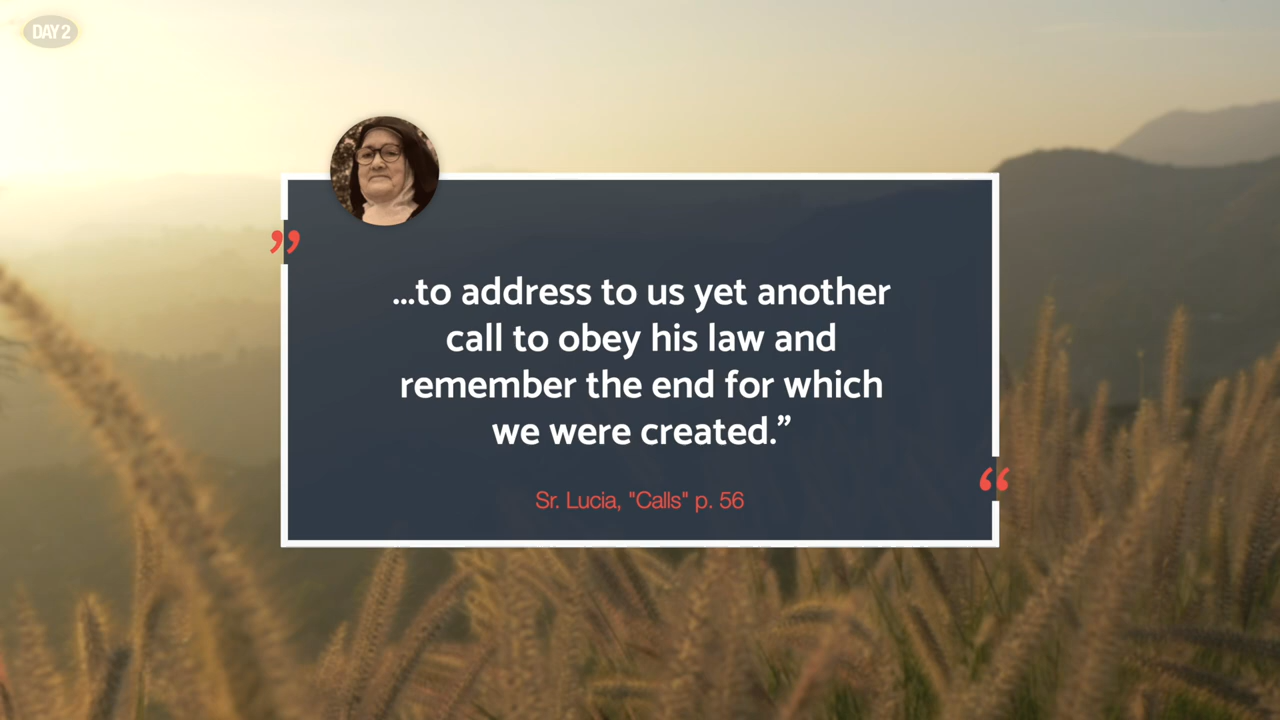 DAY 2
...to address to us yet another
call to obey his law and
remember the end for which
we were created.”
Sr. Lucia, "Calls" p. 56